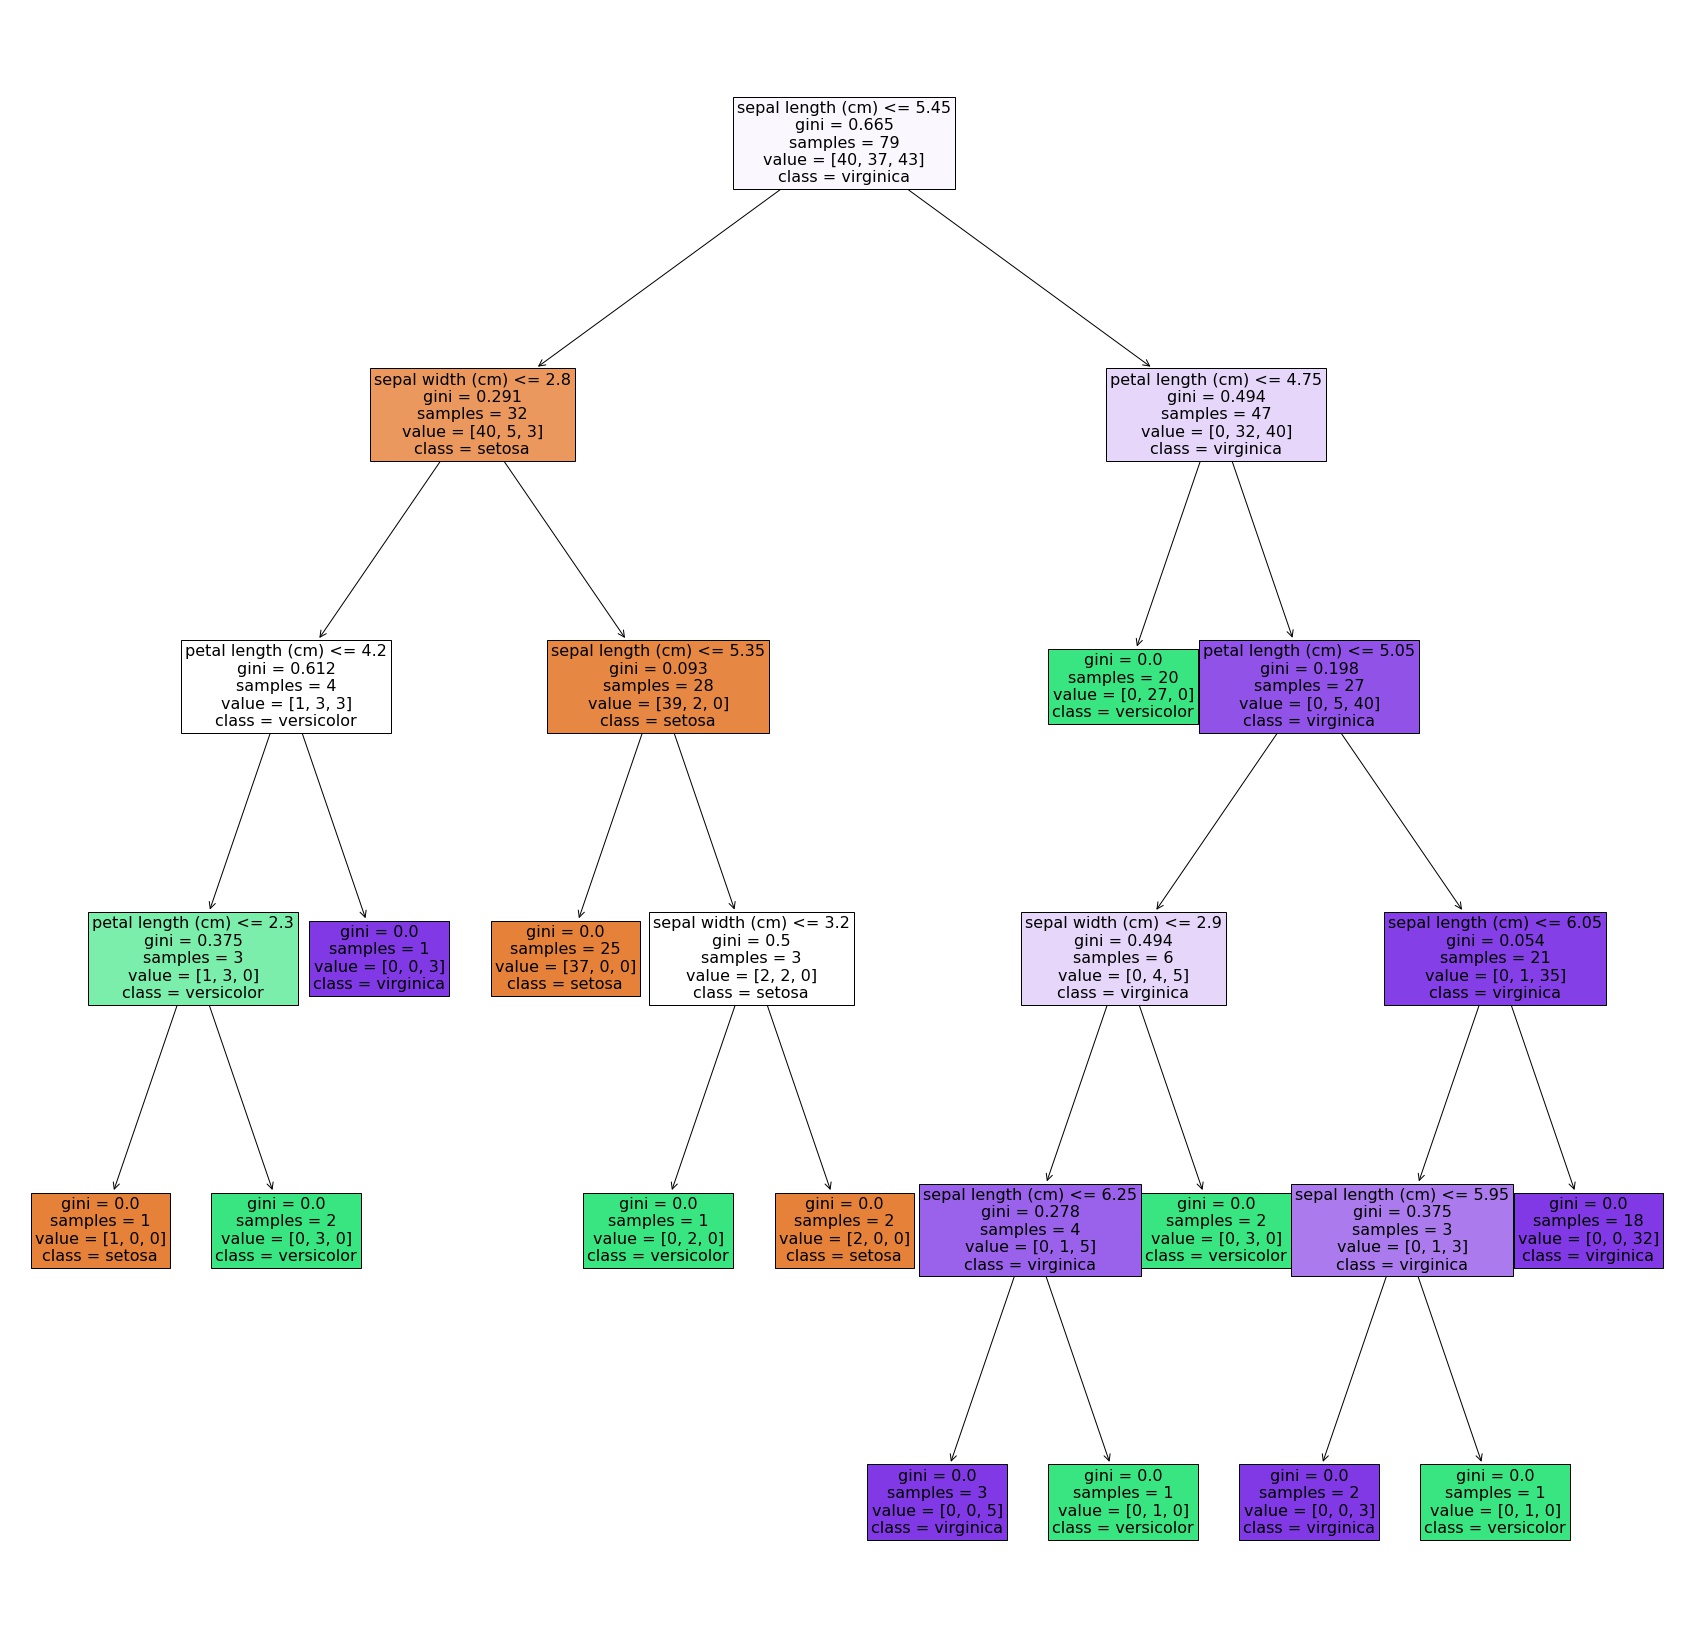 sepal length (cm) <= 5.45
gini = 0.665
samples = 79
value = [40, 37, 43]
class = virginica
sepal width (cm) <= 2.8
gini = 0.291
samples = 32
value = [40, 5, 3]
class = setosa
petal length (cm) <= 4.75
gini = 0.494
samples = 47
value = [0, 32, 40]
class = virginica
petal length (cm) <= 4.2
gini = 0.612
samples = 4
value = [1, 3, 3]
class = versicolor
sepal length (cm) <= 5.35
gini = 0.093
samples = 28
value = [39, 2, 0]
class = setosa
gini = 0.0
samples = 20
value = [0, 27, 0]
class = versicolor
petal length (cm) <= 5.05
gini = 0.198
samples = 27
value = [0, 5, 40]
class = virginica
petal length (cm) <= 2.3
gini = 0.375
samples = 3
value = [1, 3, 0]
class = versicolor
gini = 0.0
samples = 1
value = [0, 0, 3]
class = virginica
gini = 0.0
samples = 25
value = [37, 0, 0]
class = setosa
sepal width (cm) <= 3.2
gini = 0.5
samples = 3
value = [2, 2, 0]
class = setosa
sepal width (cm) <= 2.9
gini = 0.494
samples = 6
value = [0, 4, 5]
class = virginica
sepal length (cm) <= 6.05
gini = 0.054
samples = 21
value = [0, 1, 35]
class = virginica
gini = 0.0
samples = 1
value = [1, 0, 0]
class = setosa
gini = 0.0
samples = 2
value = [0, 3, 0]
class = versicolor
gini = 0.0
samples = 1
value = [0, 2, 0]
class = versicolor
gini = 0.0
samples = 2
value = [2, 0, 0]
class = setosa
sepal length (cm) <= 6.25
gini = 0.278
samples = 4
value = [0, 1, 5]
class = virginica
gini = 0.0
samples = 2
value = [0, 3, 0]
class = versicolor
sepal length (cm) <= 5.95
gini = 0.375
samples = 3
value = [0, 1, 3]
class = virginica
gini = 0.0
samples = 18
value = [0, 0, 32]
class = virginica
gini = 0.0
samples = 3
value = [0, 0, 5]
class = virginica
gini = 0.0
samples = 1
value = [0, 1, 0]
class = versicolor
gini = 0.0
samples = 2
value = [0, 0, 3]
class = virginica
gini = 0.0
samples = 1
value = [0, 1, 0]
class = versicolor